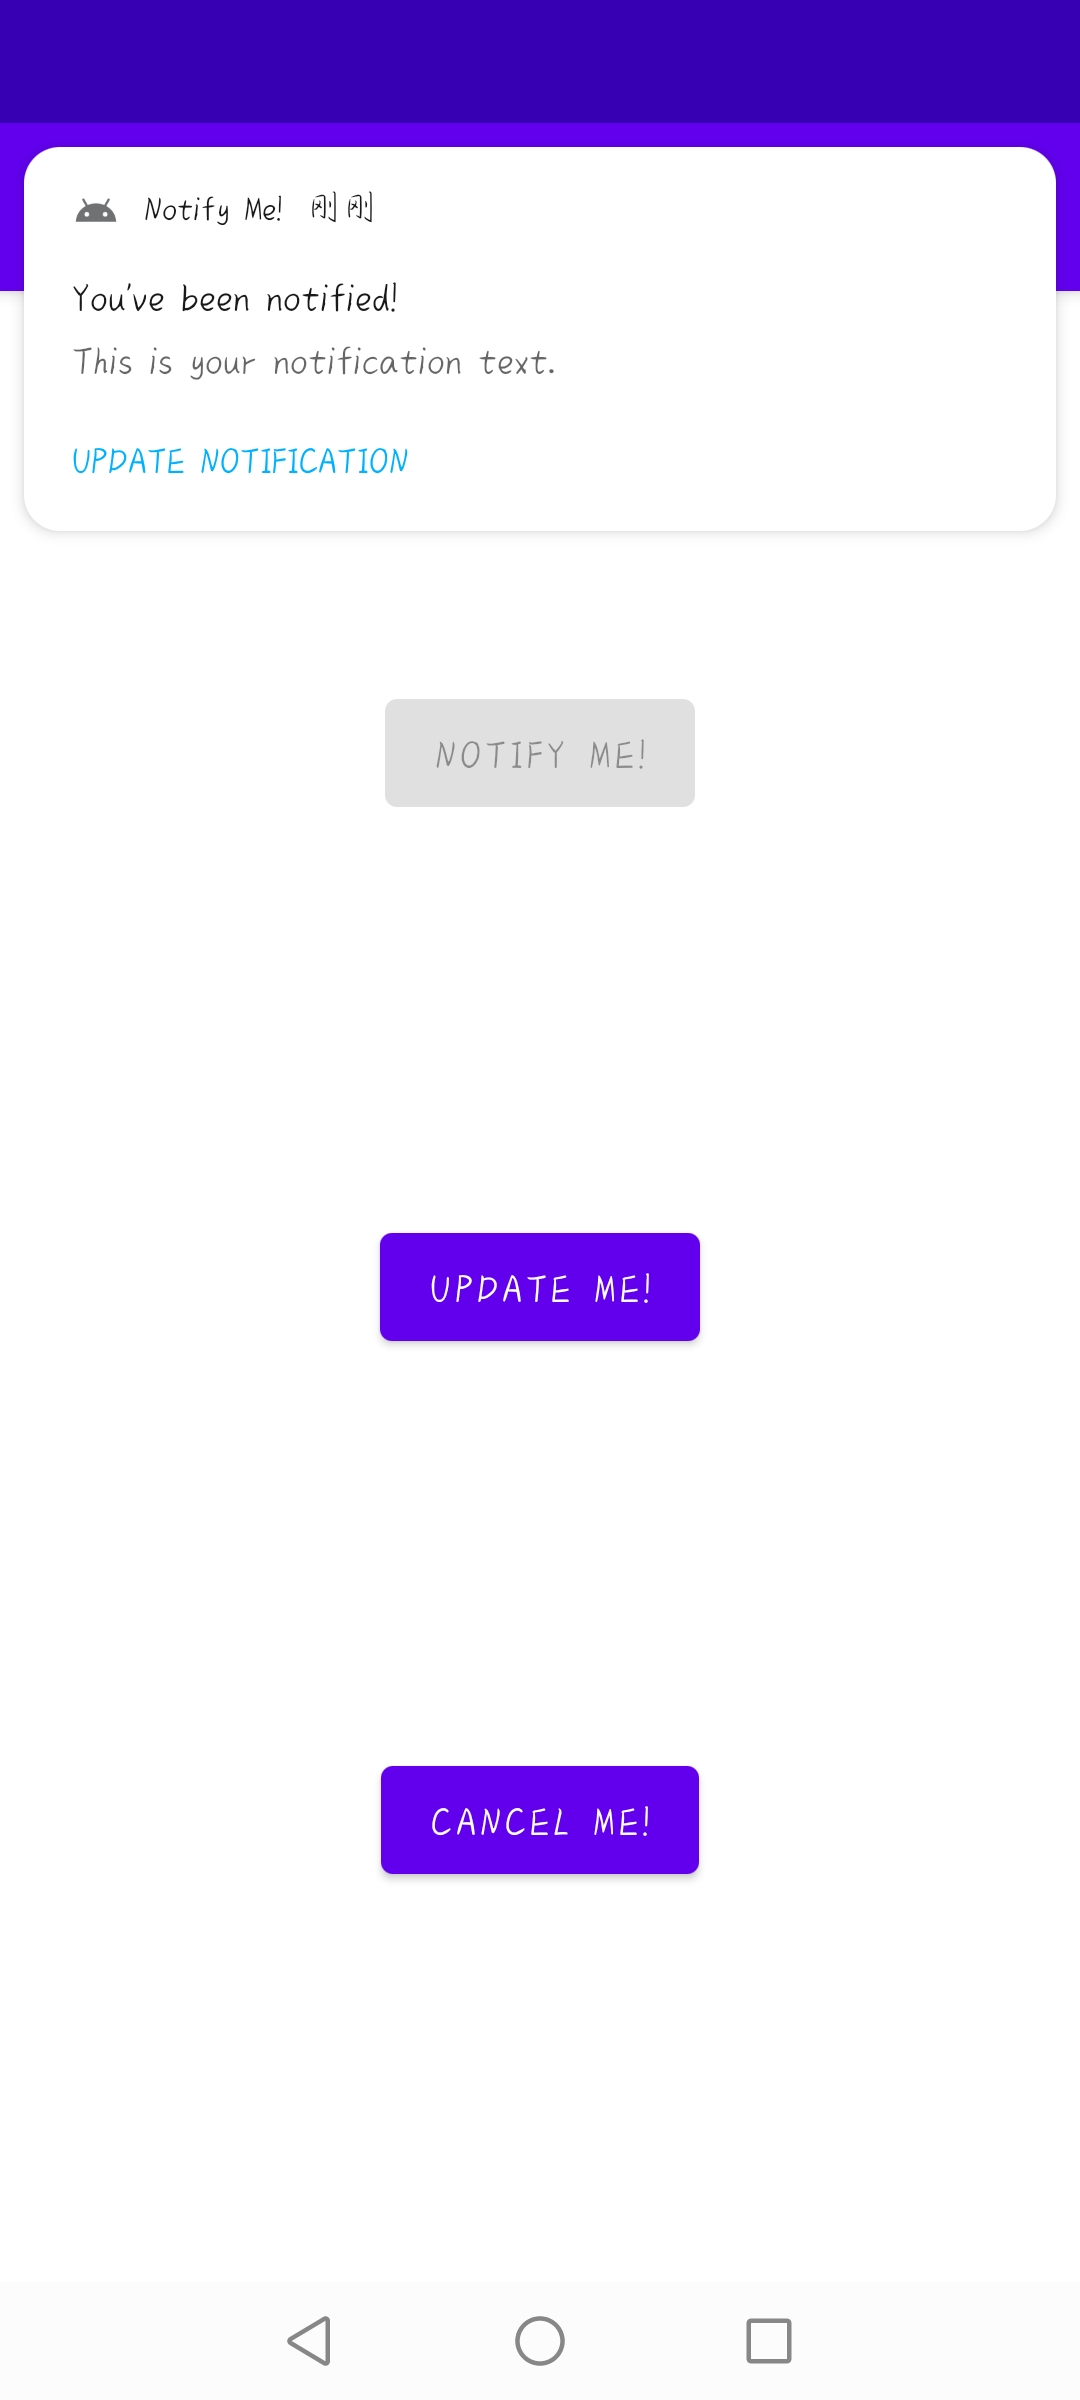 Notify Me! 刚刚
You've been notified!
This is your notification text.
UPDATE NOTIFICATION
NOTIFY ME!
UPDATE ME!
CANCEL ME!